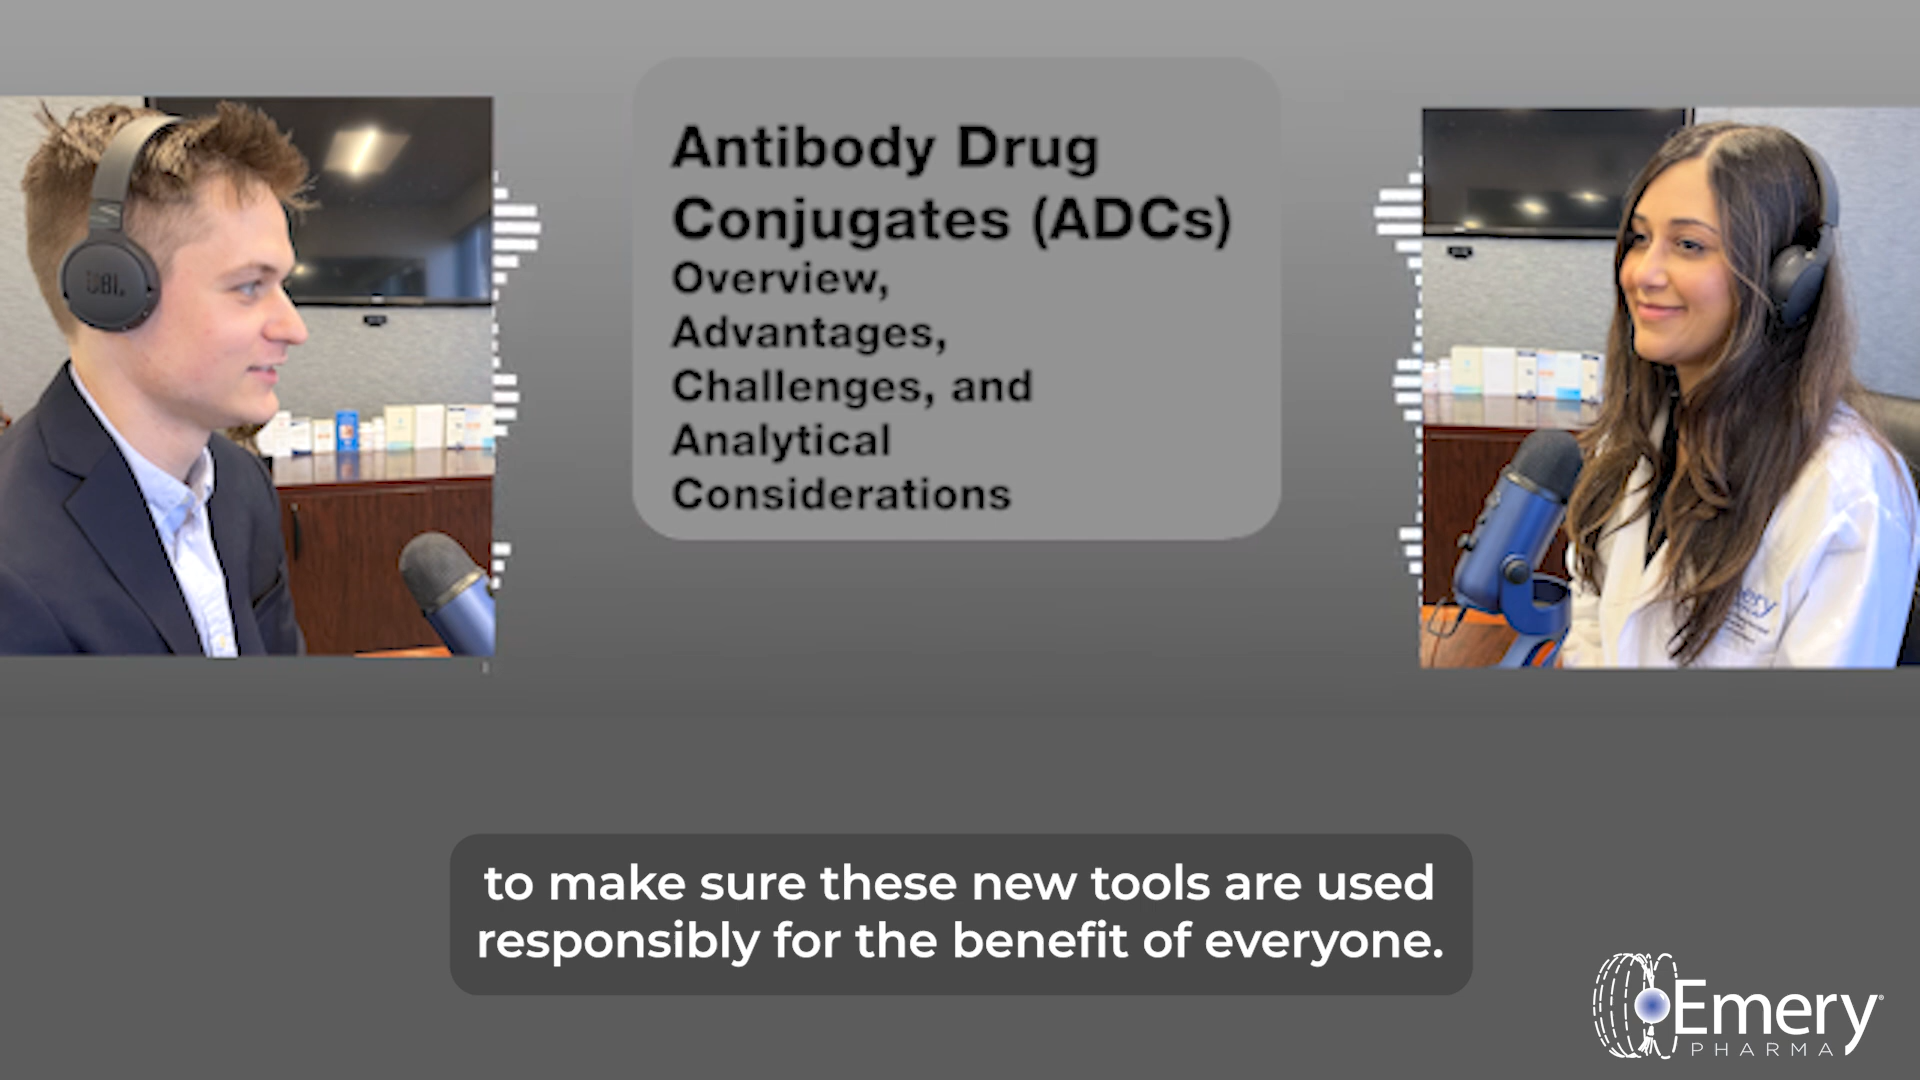 Antibody Drug
Conjugates (ADCs)
Overview,
Advantages,
Challenges, and
Analytical
Considerations
JBL
to make sure these new tools are used
responsibly for the benefit of everyone.
Emery
PHARMA